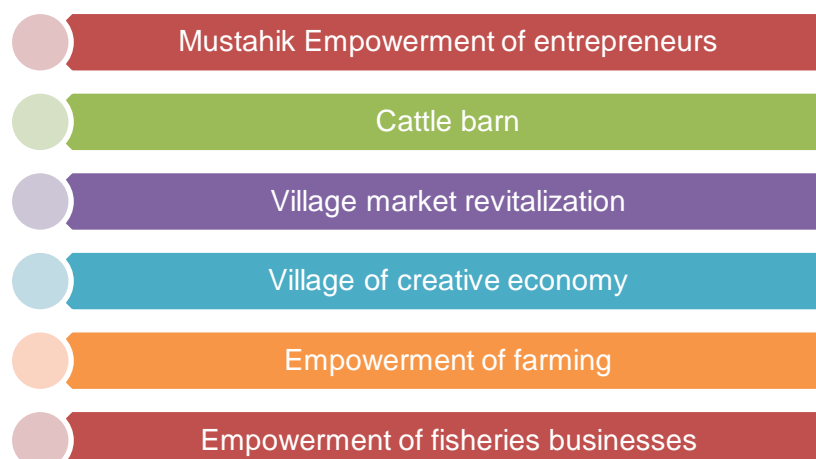 Mustahik Empowerment of entrepreneurs
Cattle barn
Village market revitalization
Village of creative economy
Empowerment of farming
Empowerment of fisheries businesses